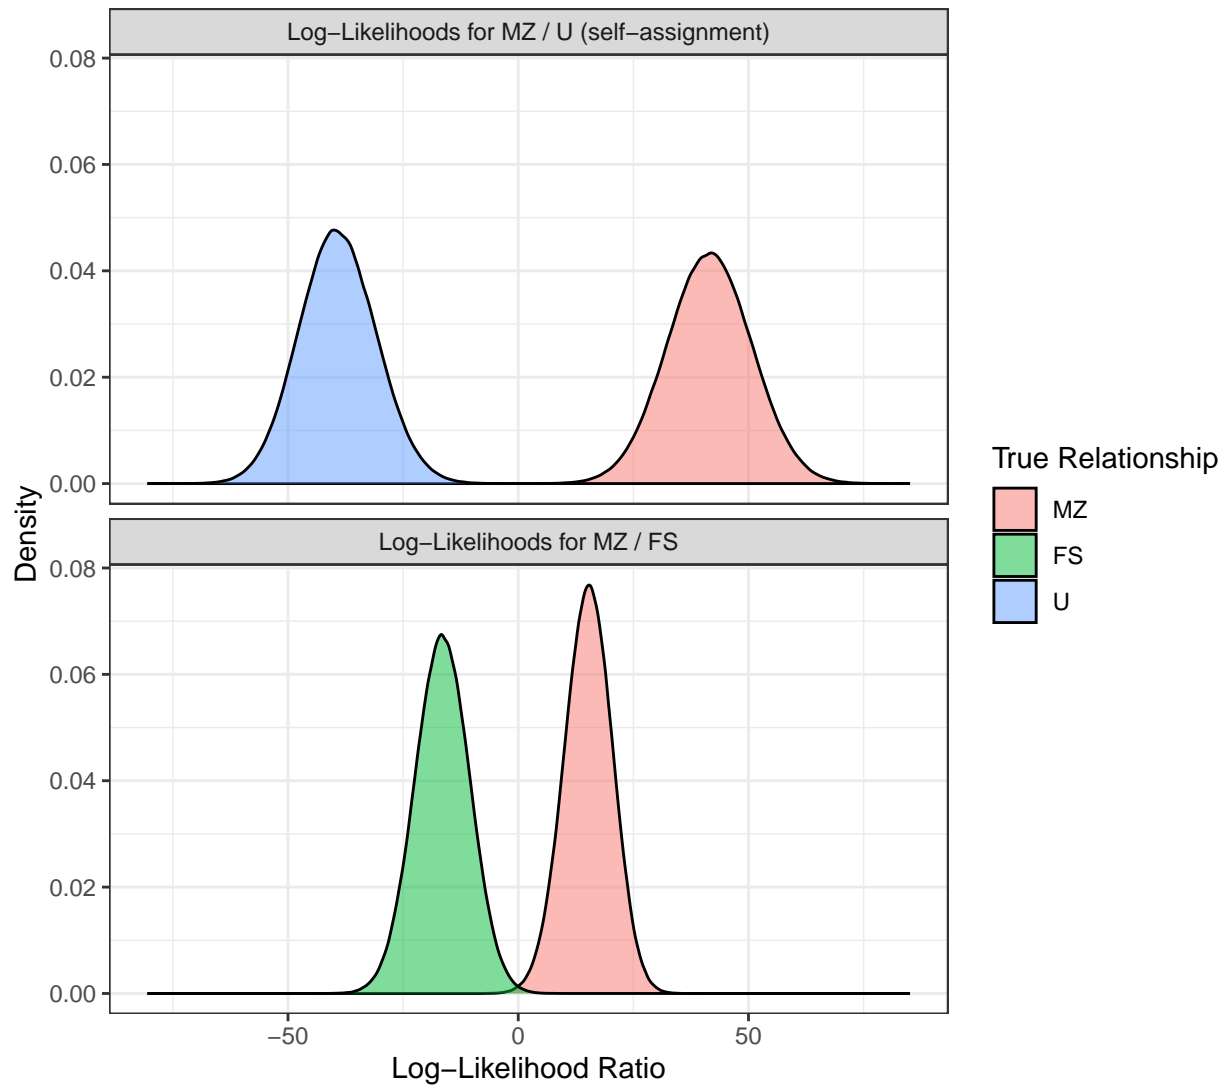 Log−Likelihoods for MZ / U (self−assignment)
0.08
0.06
0.04
0.02
0.00
Log−Likelihoods for MZ / FS
0.08
0.06
0.04
0.02
0.00
−50 0 50
Log−Likelihood Ratio
Density
True Relationship
MZ
FS
U